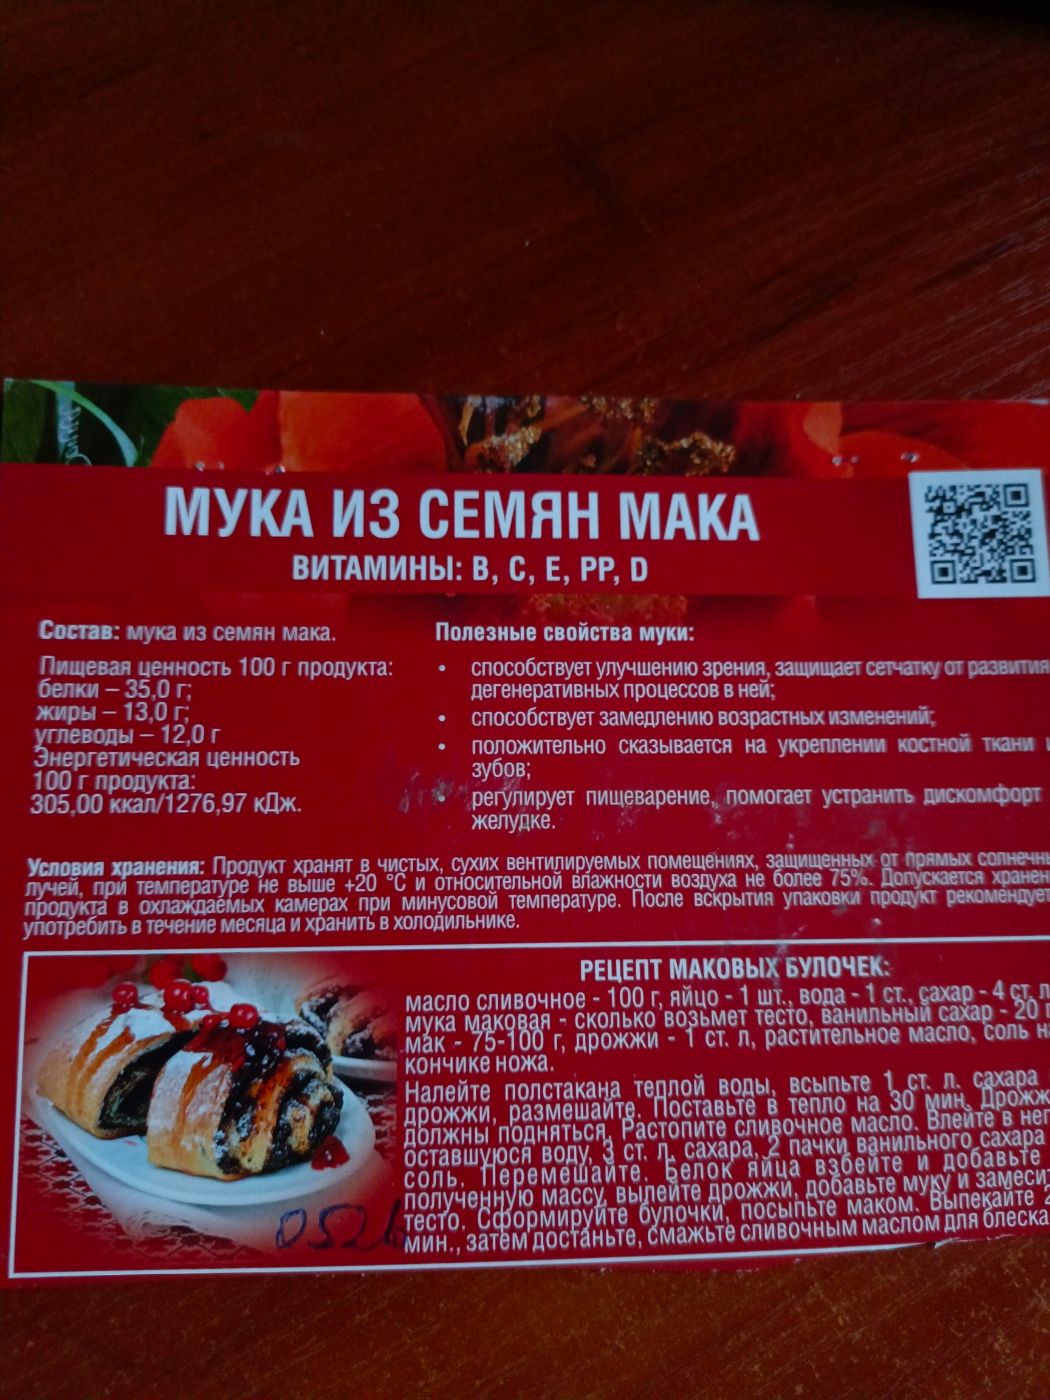 МУКА ИЗ СЕМЯН МАКА
ВИТАМИНЫ: B, C, E, PP, D
Состав: мука из семян мака.
Пищевая ценность 100 г продукта:
белки – 35,0 г;
жиры – 13,0 г;
углеводы – 12,0 г
Энергетическая ценность
100 г продукта:
305,00 ккал/1276,97 кДж.
Полезные свойства муки:
• способствует улучшению зрения, защищает сетчатку от развития
дегенеративных процессов в ней;
• способствует замедлению возрастных изменений;
• положительно сказывается на укреплении костной ткани
зубов;
• регулирует пищеварение, помогает устранить дискомфорт
желудке.
Условия хранения: Продукт хранят в чистых, сухих вентилируемых помещениях, защищенных от прямых солнечн
лучей, при температуре не выше +20 °С и относительной влажности воздуха не более 75%. Допускается хранен
продукта в охлаждаемых камерах при минусовой температуре. После вскрытия упаковки продукт рекомендует
употребить в течение месяца и хранить в холодильнике.
РЕЦЕПТ МАКОВЫХ БУЛОЧЕК:
масло сливочное - 100 г, яйцо - 1 шт., вода - 1 ст., сахар - 4 ст. л
мука маковая - сколько возьмет тесто, ванильный сахар - 20 г
мак - 75-100 г, дрожжи - 1 ст. л, растительное масло, соль н
кончике ножа.
Налейте полстакана теплой воды, всыпьте 1 ст. л. сахара
дрожжи, размешайте. Поставьте в тепло на 30 мин. Дрожж
должны подняться. Растопите сливочное масло. Влейте в нег
оставшуюся воду, 3 ст. л. сахара, 2 пачки ванильного сахара
соль. Перемешайте. Белок яйца взбейте и добавьте
полученную массу, вылейте дрожжи, добавьте муку и замеси
тесто. Сформируйте булочки, посыпьте маком. Выпекайте 2
мин., затем достаньте, смажьте сливочным маслом для блеска